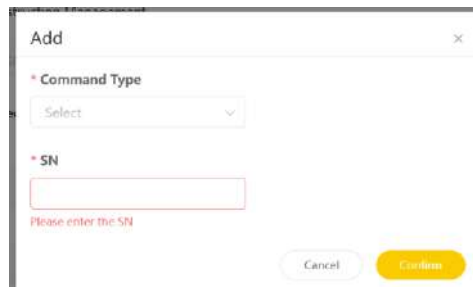 Add
* Command Type
Select
* SN
Please enter the SN
Cancel
Confirm